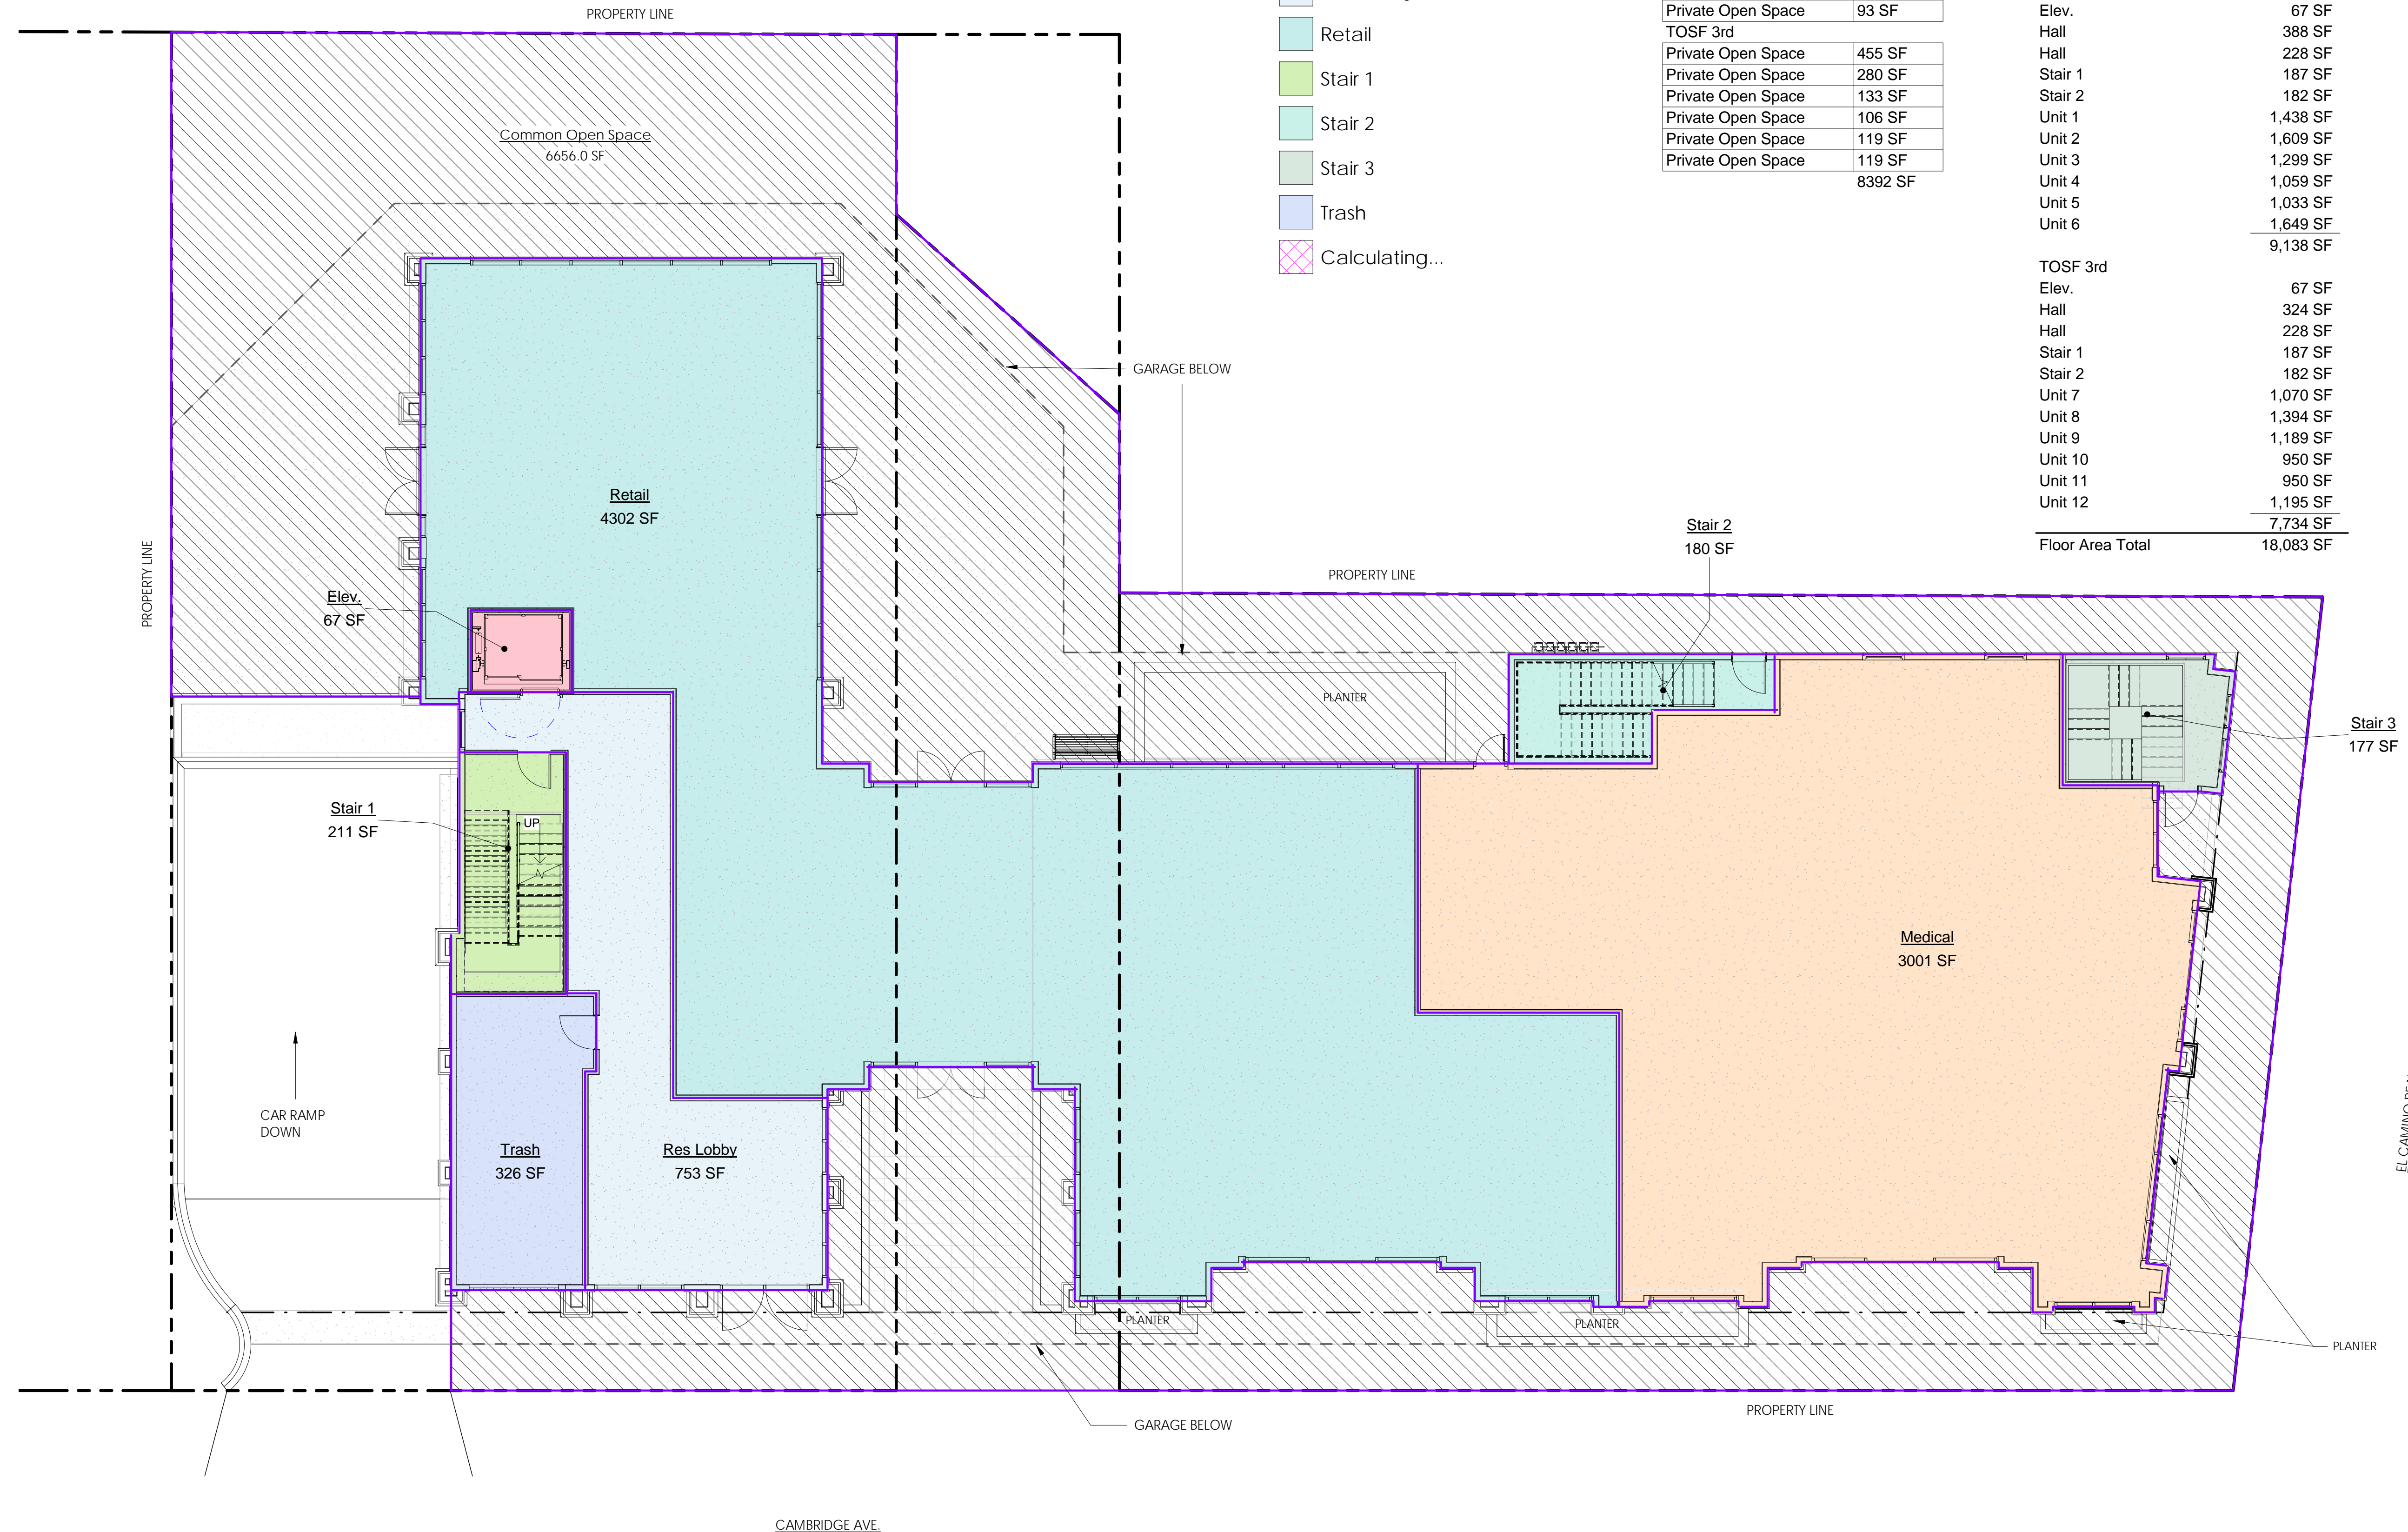 PROPERTY LINE
Retail
Stair 1
Stair 2
Stair 3
Trash
Calculating...
Private Open Space 93 SF
TOSF 3rd
Private Open Space 455 SF
Private Open Space 280 SF
Private Open Space 133 SF
Private Open Space 106 SF
Private Open Space 119 SF
Private Open Space 119 SF
8392 SF
Elev. 67 SF
Hall 388 SF
Hall 228 SF
Stair 1 187 SF
Stair 2 182 SF
Unit 1 1,438 SF
Unit 2 1,609 SF
Unit 3 1,299 SF
Unit 4 1,059 SF
Unit 5 1,033 SF
Unit 6 1,649 SF
9,138 SF
TOSF 3rd
Elev. 67 SF
Hall 324 SF
Hall 228 SF
Stair 1 187 SF
Stair 2 182 SF
Unit 7 1,070 SF
Unit 8 1,394 SF
Unit 9 1,189 SF
Unit 10 950 SF
Unit 11 950 SF
Unit 12 1,195 SF
7,734 SF
Floor Area Total 18,083 SF
Common Open Space
6656.0 SF
GARAGE BELOW
Retail
4302 SF
PROPERTY LINE
Elev.
67 SF
Stair 2
180 SF
PROPERTY LINE
PLANTER
Stair 3
177 SF
Stair 1
211 SF
UP
Medical
3001 SF
CAR RAMP
DOWN
Trash
326 SF
Res Lobby
753 SF
EL CAMINO
PLANTER
PLANTER
PLANTER
GARAGE BELOW
PROPERTY LINE
CAMBRIDGE AVE.